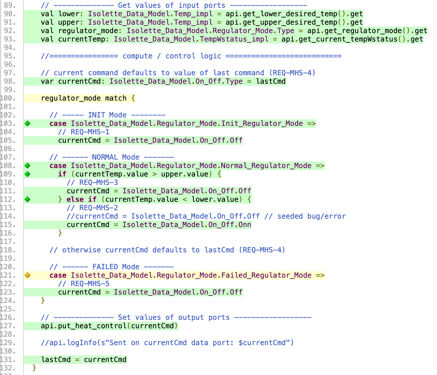 89. // --------------- Get values of input ports -------------------
90. val lower: Isolette_Data_Model.Temp_impl = api.get_lower_desired_temp().get
91. val upper: Isolette_Data_Model.Temp_impl = api.get_upper_desired_temp().get
92. val regulator_mode: Isolette_Data_Model.Regulator_Mode.Type = api.get_regulator_mode().get
93. val currentTemp: Isolette_Data_Model.TempWstatus_impl = api.get_current_tempWstatus().get
94.
95. //================ compute / control logic ===========================
96.
97. // current command defaults to value of last command (REQ-MHS-4)
98. var currentCmd: Isolette_Data_Model.On_Off.Type = lastCmd
99.
100. regulator_mode match {
101.
102. // ----- INIT Mode --------
103. case Isolette_Data_Model.Regulator_Mode.Init_Regulator_Mode =>
104. // REQ-MHS-1
105. currentCmd = Isolette_Data_Model.On_Off.Off
106.
107. // ------ NORMAL Mode -------
108. case Isolette_Data_Model.Regulator_Mode.Normal_Regulator_Mode =>
109. if (currentTemp.value > upper.value) {
110. // REQ-MHS-3
111. currentCmd = Isolette_Data_Model.On_Off.Off
112. } else if (currentTemp.value < lower.value) {
113. // REQ-MHS-2
114. //currentCmd = Isolette_Data_Model.On_Off.Off // seeded bug/error
115. currentCmd = Isolette_Data_Model.On_Off.Onn
116. }
117.
118. // otherwise currentCmd defaults to lastCmd (REQ-MHS-4)
119.
120. // ------ FAILED Mode -------
121. case Isolette_Data_Model.Regulator_Mode.Failed_Regulator_Mode =>
122. // REQ-MHS-5
123. currentCmd = Isolette_Data_Model.On_Off.Off
124. }
125.
126. // --------------- Set values of output ports -------------------
127. api.put_heat_control(currentCmd)
128.
129. //api.logInfo(s"Sent on currentCmd data port: $currentCmd")
130.
131. lastCmd = currentCmd
132. }